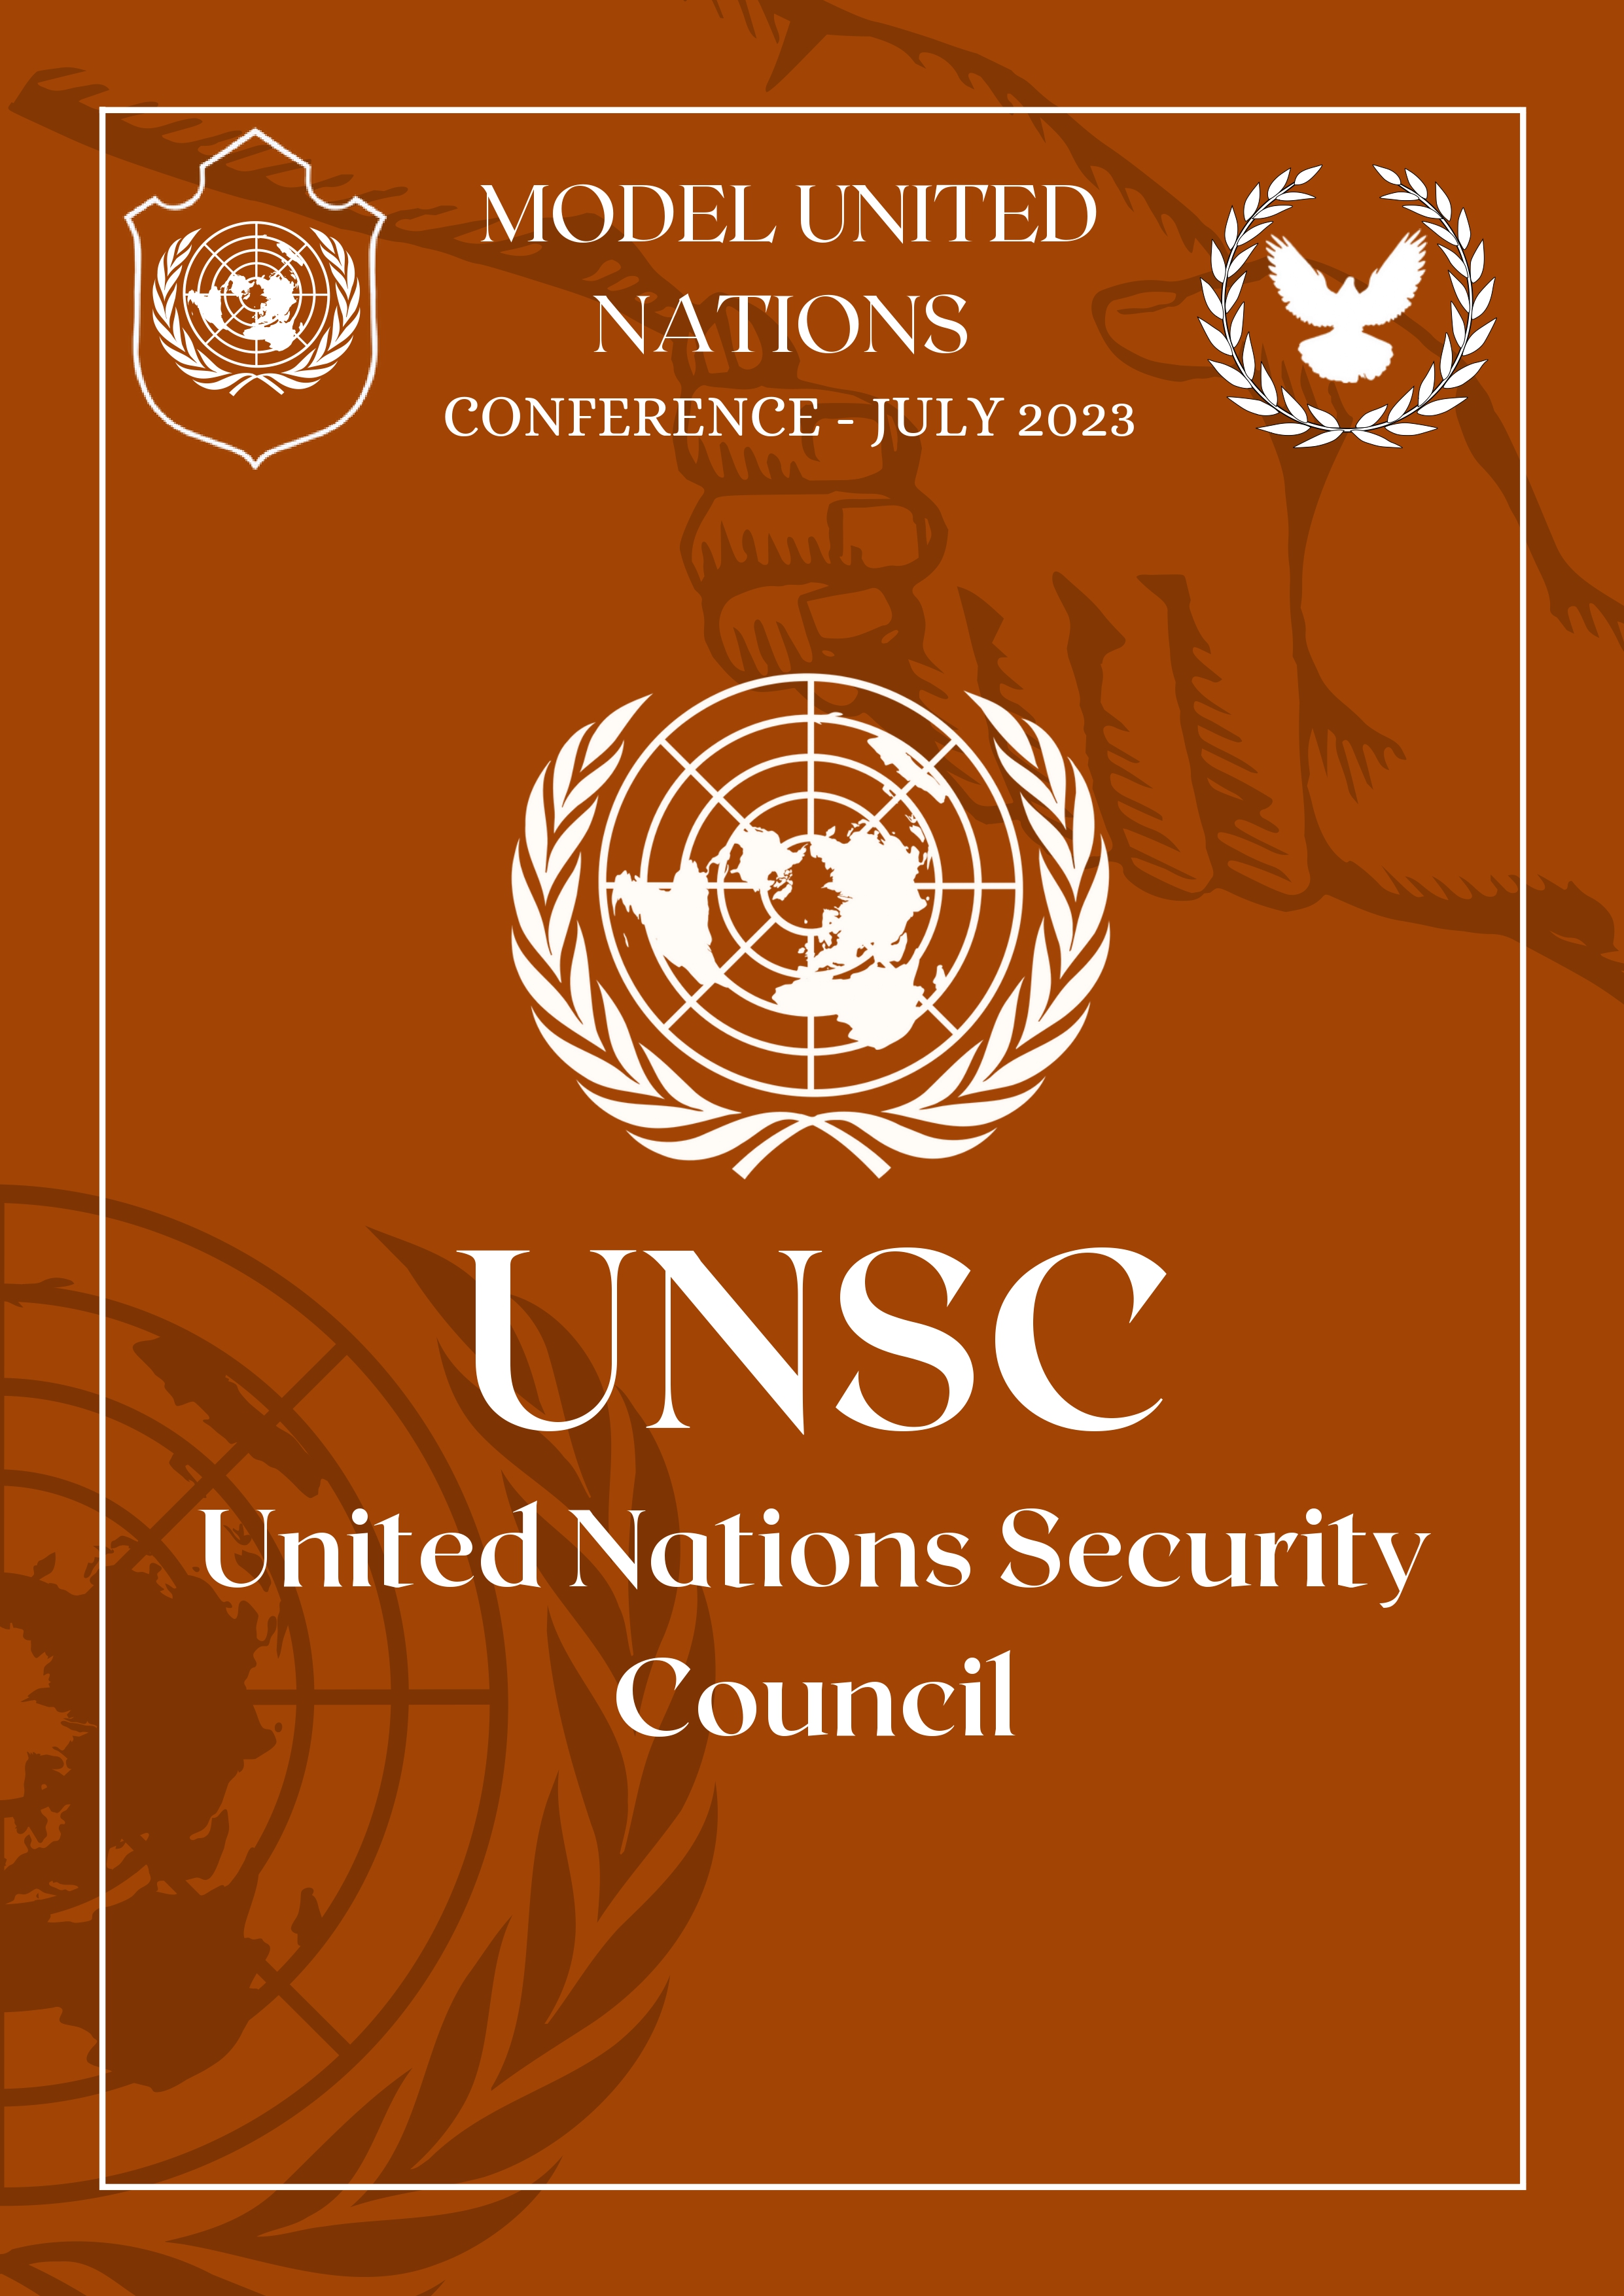 MODEL UNITED
NATIONS
CONFERENCE - JULY 2023
UNSC
United Nations Security
Council